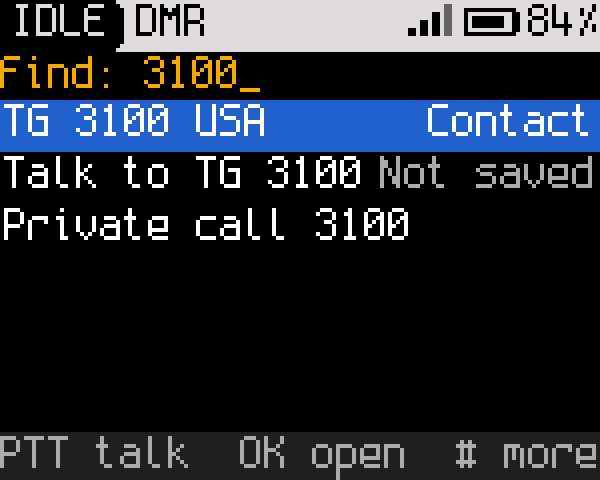 IDLE DMR 84%
Find: 3100_
TG 3100 USA Contact
Talk to TG 3100 Not saved
Private call 3100
PTT talk OK open # more